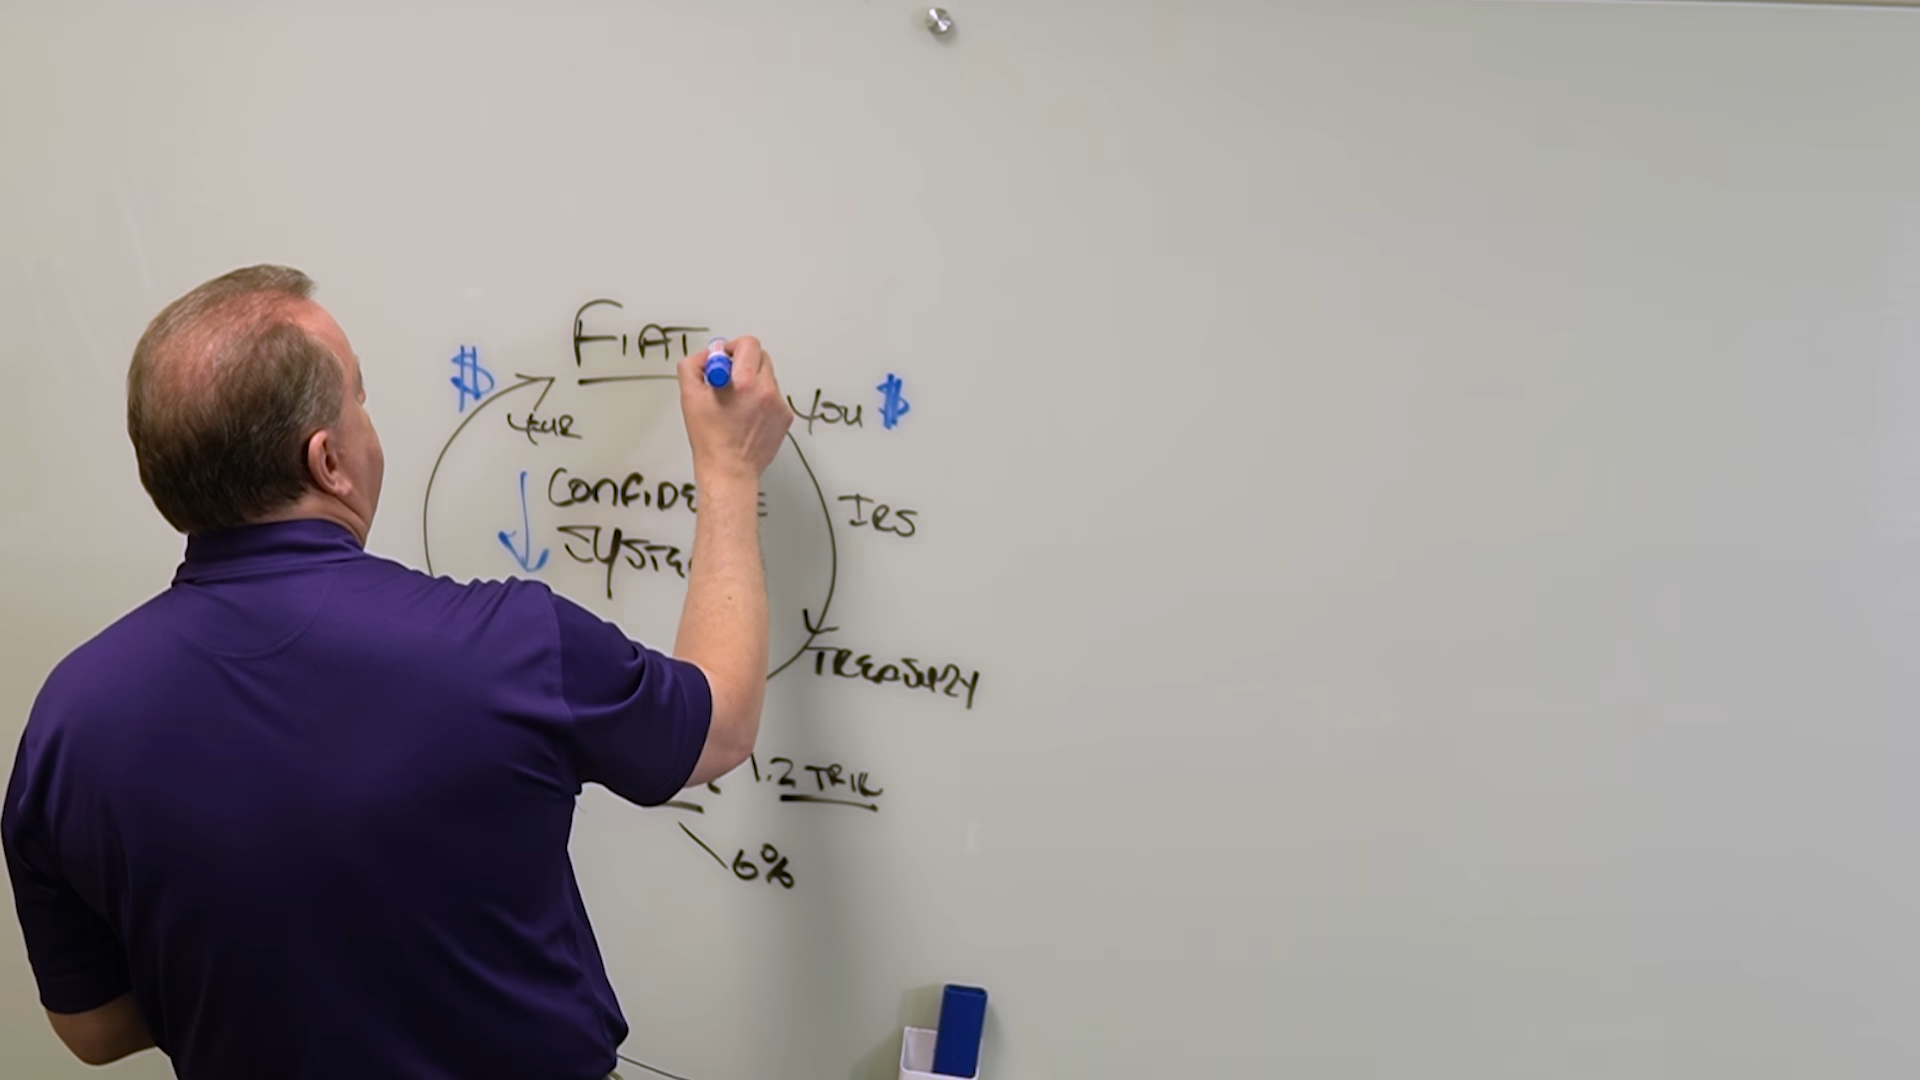 FIAT
$
YOU $
YOUR
CONFIDE
IRS
SYSTE
TREASURY
1.2 TRIL
6%